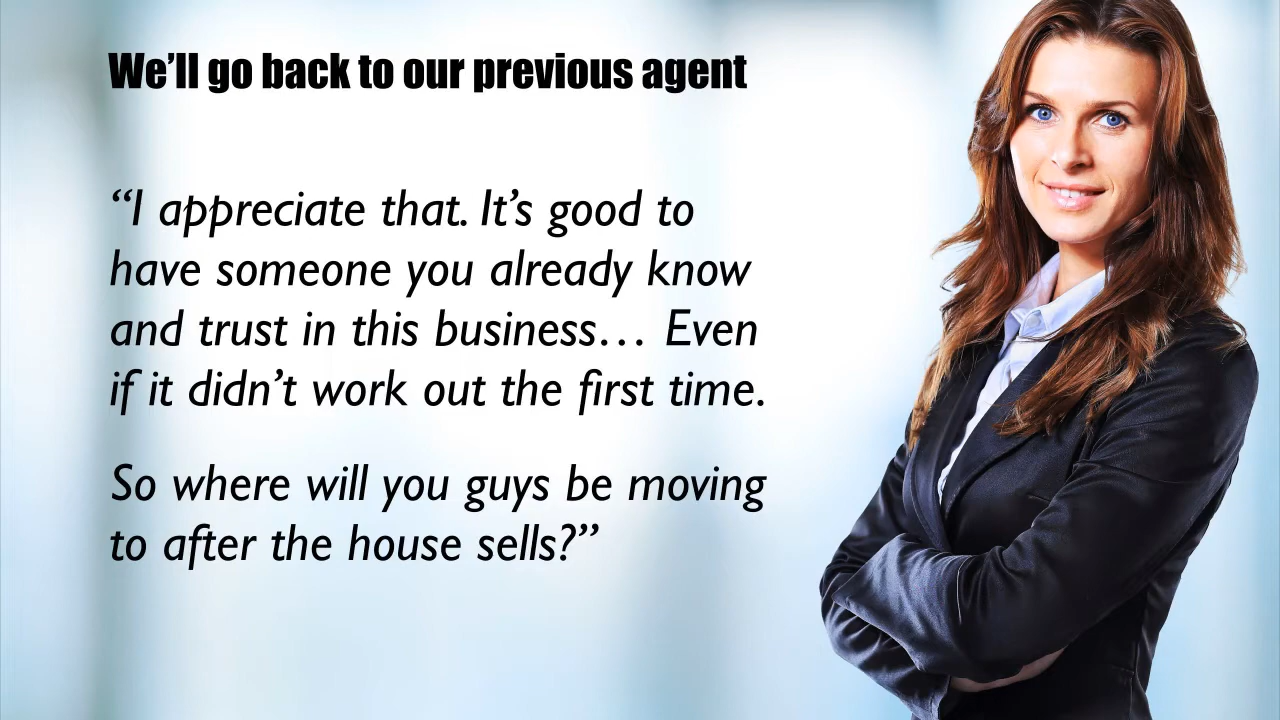 We’ll go back to our previous agent
“I appreciate that. It’s good to
have someone you already know
and trust in this business… Even
if it didn’t work out the first time.
So where will you guys be moving
to after the house sells?”